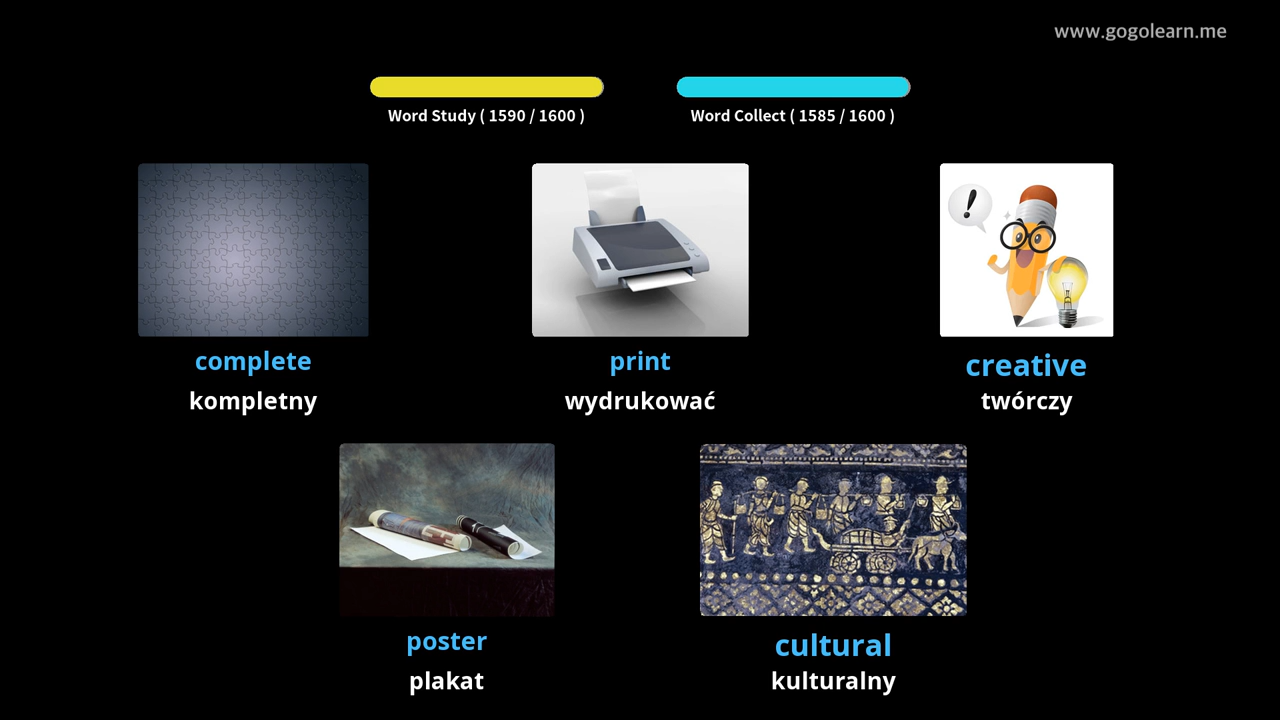 www.gogolearn.me
Word Study ( 1590 / 1600 )
Word Collect ( 1585 / 1600 )
complete
kompletny
print
wydrukować
creative
twórczy
poster
plakat
cultural
kulturalny